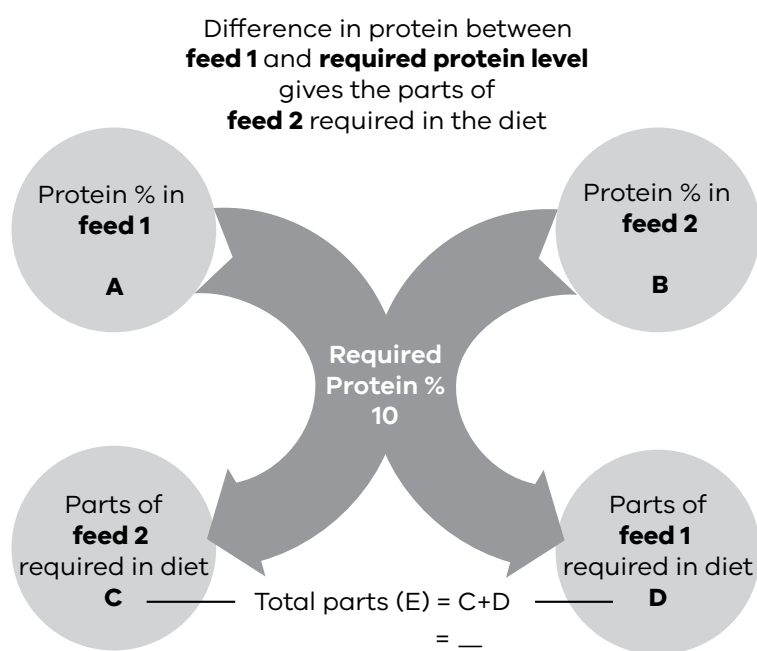 Difference in protein between
feed 1 and required protein level
gives the parts of
feed 2 required in the diet
Protein % in
feed 1
A
Protein % in
feed 2
B
Required
Protein %
10
Parts of
feed 2
required in diet
C
Parts of
feed 1
required in diet
D
Total parts (E) = C+D
= __